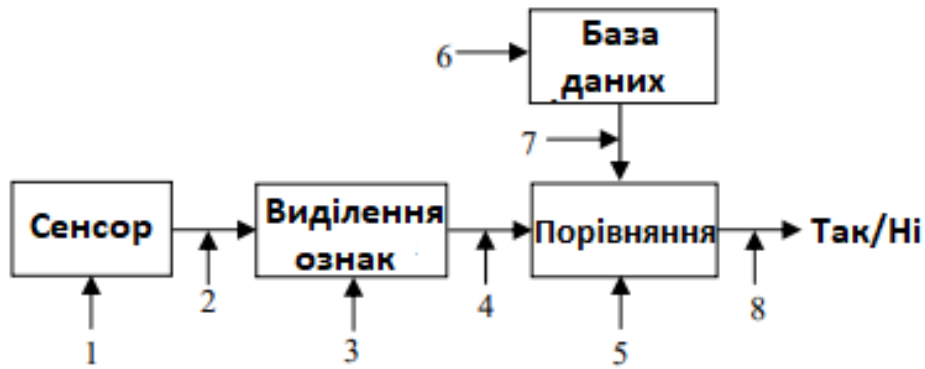 База
даних
6
7
Сенсор
Виділення
ознак
Порівняння
Так/Ні
2
4
8
1
3
5